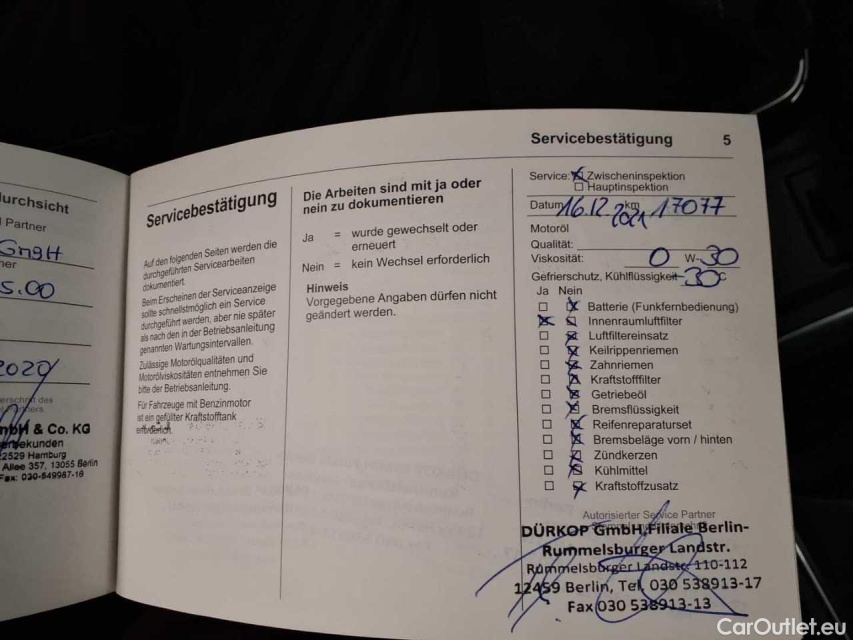 urchsicht
Partner
GmbH
5.00
2020
GmbH & Co. KG
22529 Hamburg
Allee 357, 13055 Berlin
Fax: 030-549987-16
Servicebestätigung
Auf den folgenden Seiten werden die
durchgeführten Servicearbeiten
dokumentiert.
Beim Erscheinen der Serviceanzeige
sollte schnellstmöglich ein Service
durchgeführt werden, aber nie später
als nach den in der Betriebsanleitung
genannten Wartungsintervallen.
Zulässige Motorölqualitäten und
Motorölviskositäten entnehmen Sie
bitte der Betriebsanleitung.
Für Fahrzeuge mit Benzinmotor
ist ein gefüllter Kraftstofftank
erforderlich.
Die Arbeiten sind mit ja oder
nein zu dokumentieren
Ja = wurde gewechselt oder
erneuert
Nein = kein Wechsel erforderlich
Hinweis
Vorgegebene Angaben dürfen nicht
geändert werden.
Servicebestätigung 5
Service: Zwischeninspektion
Hauptinspektion
Datum 16.12.2021 km 17077
Motoröl
Qualität:
Viskosität: 0 W- 30
Gefrierschutz, Kühlflüssigkeit -30 °C
Ja Nein
Batterie (Funkfernbedienung)
Innenraumluftfilter
Luftfiltereinsatz
Keilrippenriemen
Zahnriemen
Kraftstofffilter
Getriebeöl
Bremsflüssigkeit
Reifenreparaturset
Bremsbeläge vorn / hinten
Zündkerzen
Kühlmittel
Kraftstoffzusatz
Autorisierter Service Partner
DÜRKOP GmbH, Filiale Berlin-
Rummelsburger Landstr.
Rummelsburger Landstr. 110-112
12459 Berlin, Tel. 030 538913-17
Fax 030 538913-13
CarOutlet.eu